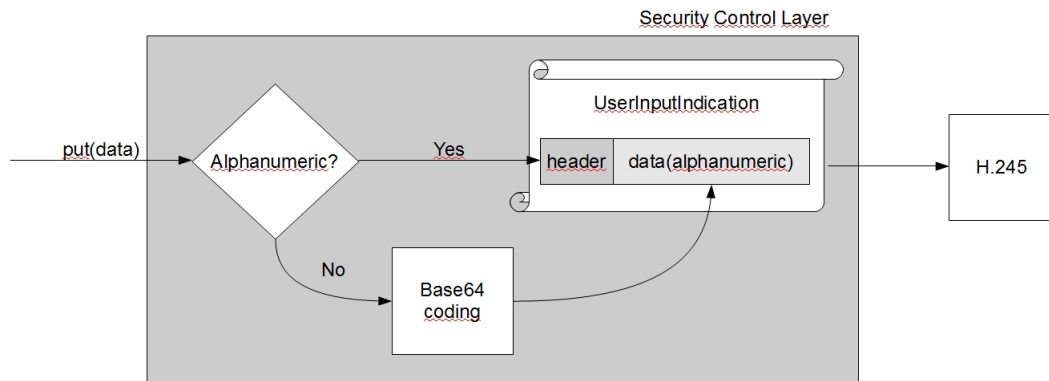 Security Control Layer
UserInputIndication
put(data)
Alphanumeric?
Yes
header
data(alphanumeric)
H.245
No
Base64
coding